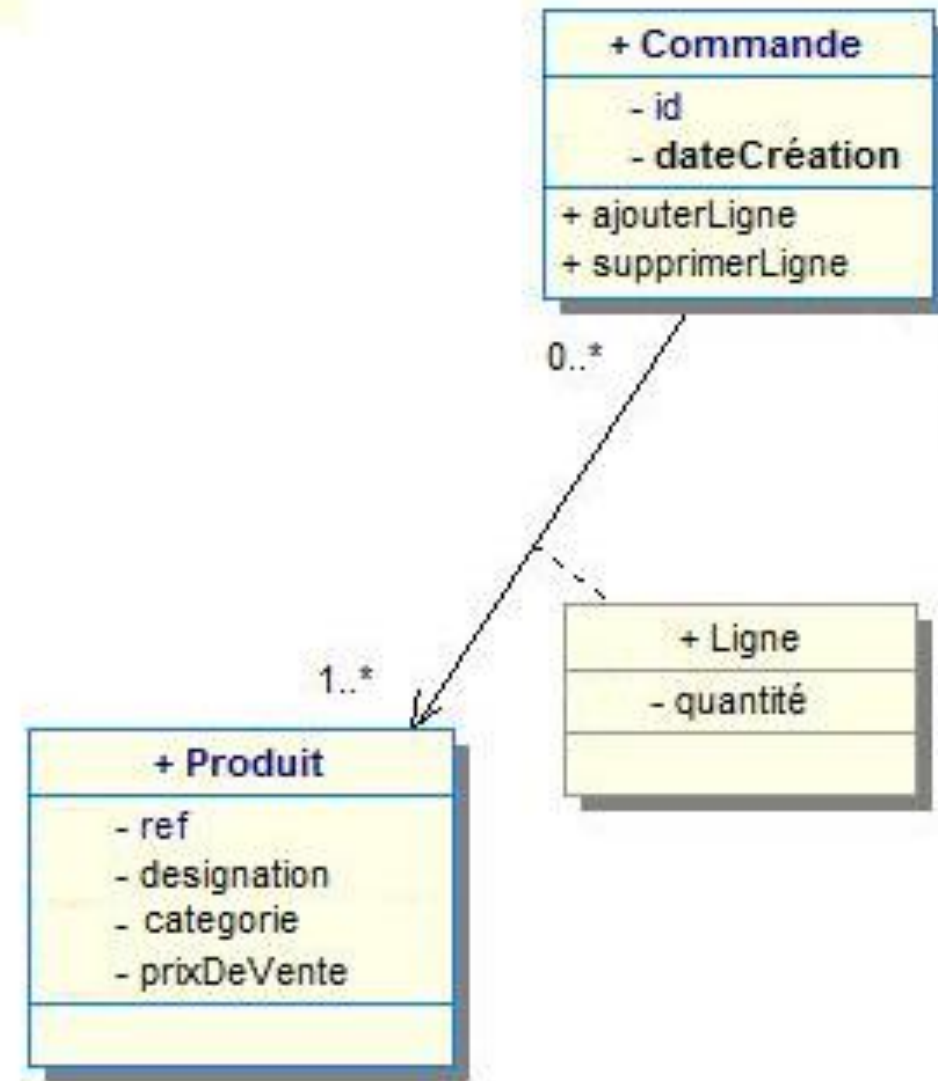 + Commande
- id
- dateCréation
+ ajouterLigne
+ supprimerLigne
0..*
+ Ligne
- quantité
1..*
+ Produit
- ref
- designation
- categorie
- prixDeVente